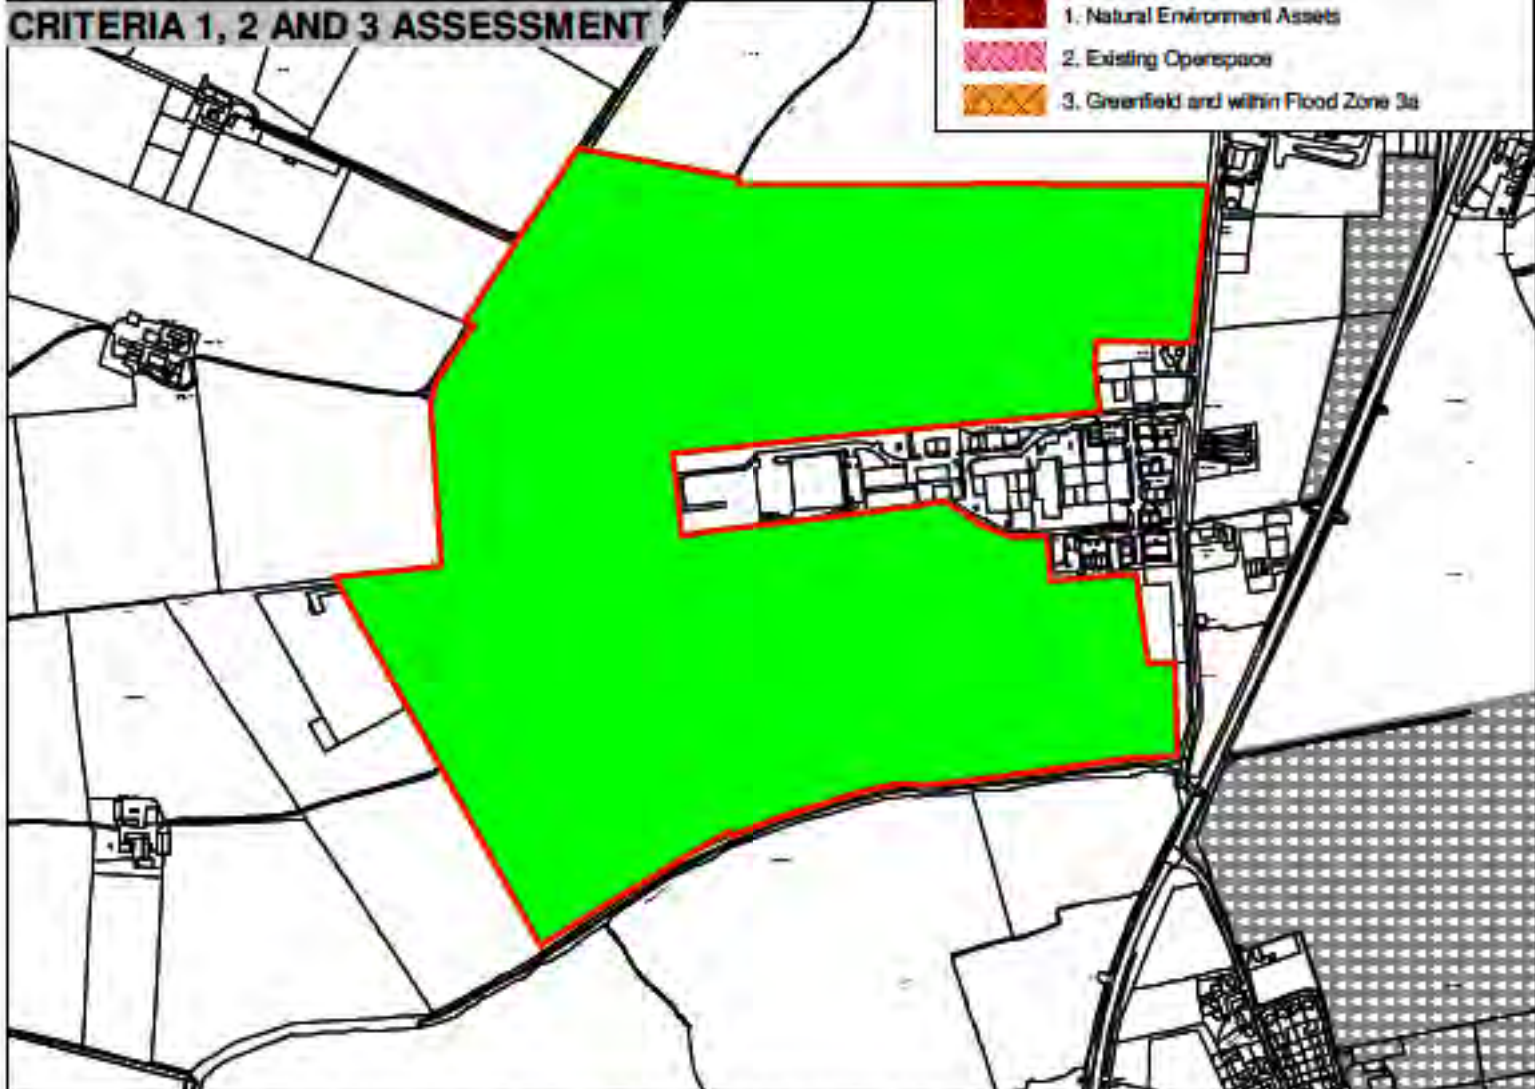 CRITERIA 1, 2 AND 3 ASSESSMENT
1. Natural Environment Assets
2. Existing Openspace
3. Greenfield and within Flood Zone 3a